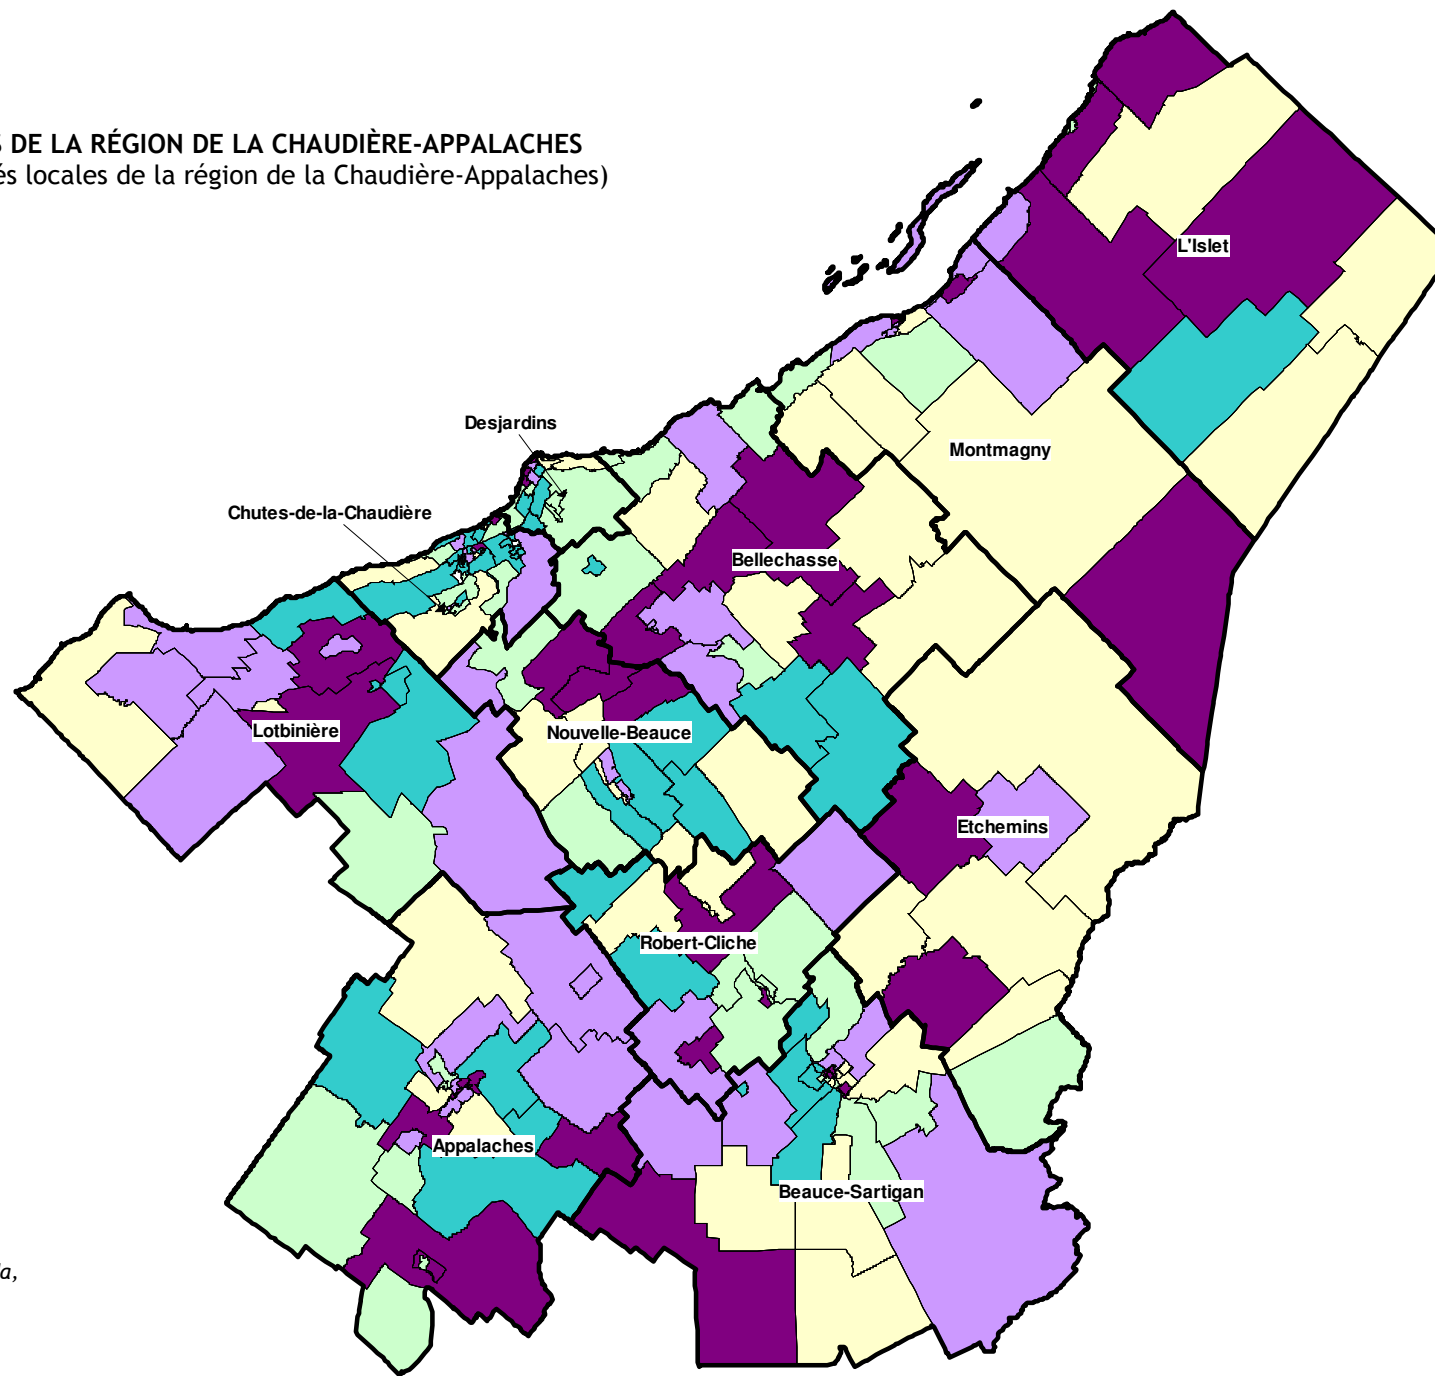 DE LA RÉGION DE LA CHAUDIÈRE-APPALACHES
locales de la région de la Chaudière-Appalaches)
L'Islet
Desjardins
Montmagny
Chutes-de-la-Chaudière
Bellechasse
Lotbinière
Nouvelle-Beauce
Etchemins
Robert-Cliche
Appalaches
Beauce-Sartigan